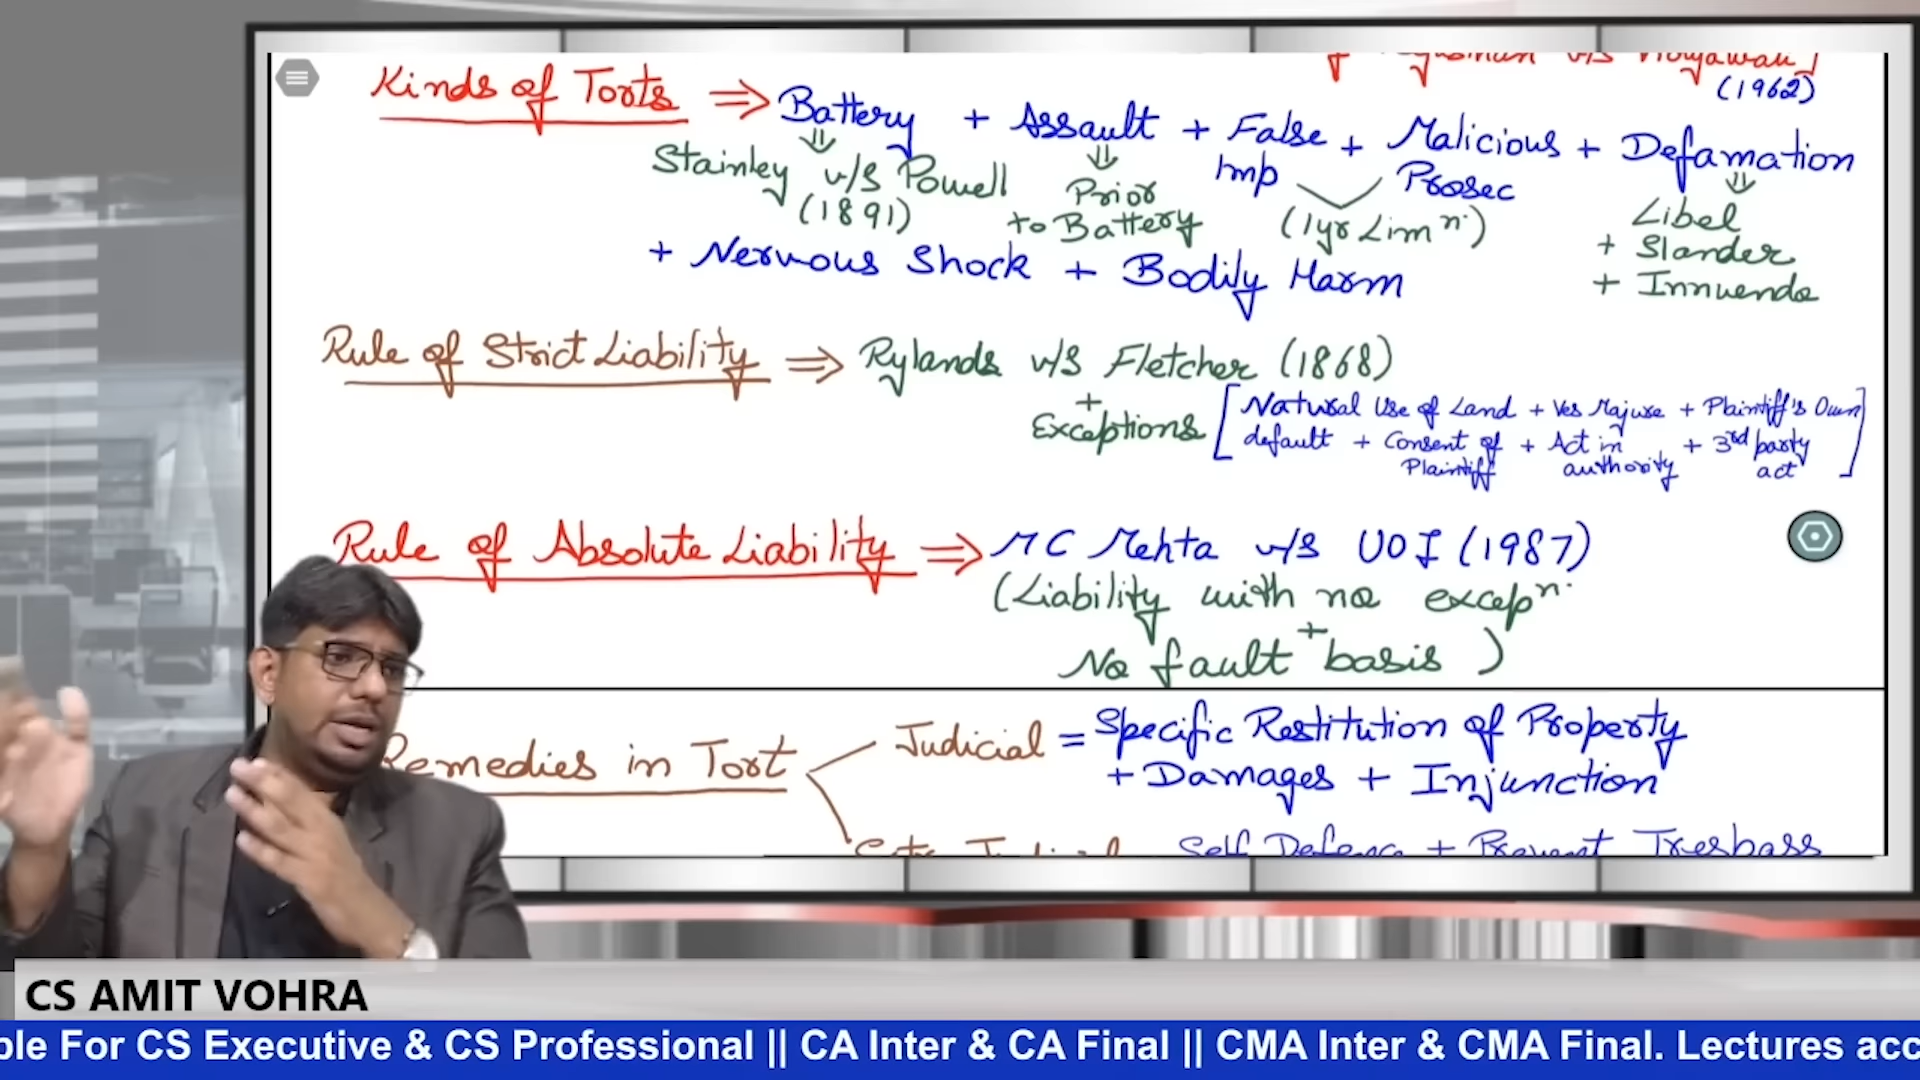 (1962)
Kinds of Torts ⇒ Battery + Assault + False Imp + Malicious Prosec + Defamation
Stainley v/s Powell (1891)
Prior to Battery
(1yr Limⁿ.)
Libel
+ Slander
+ Innuendo
+ Nervous Shock + Bodily Harm
Rule of Strict Liability ⇒ Rylands v/s Fletcher (1868)
+
Exceptions [Natural Use of Land + Ves Majure + Plaintiff's Own
default + Consent of Plaintiff + Act in authority + 3rd party act]
Rule of Absolute Liability ⇒ MC Mehta v/s UOI (1987)
(Liability with no excepⁿ.
+
No fault basis)
Remedies in Tort
Judicial = Specific Restitution of Property
+ Damages + Injunction
Self Defence + Prevent Tresbass
CS AMIT VOHRA
ble For CS Executive & CS Professional || CA Inter & CA Final || CMA Inter & CMA Final. Lectures acc